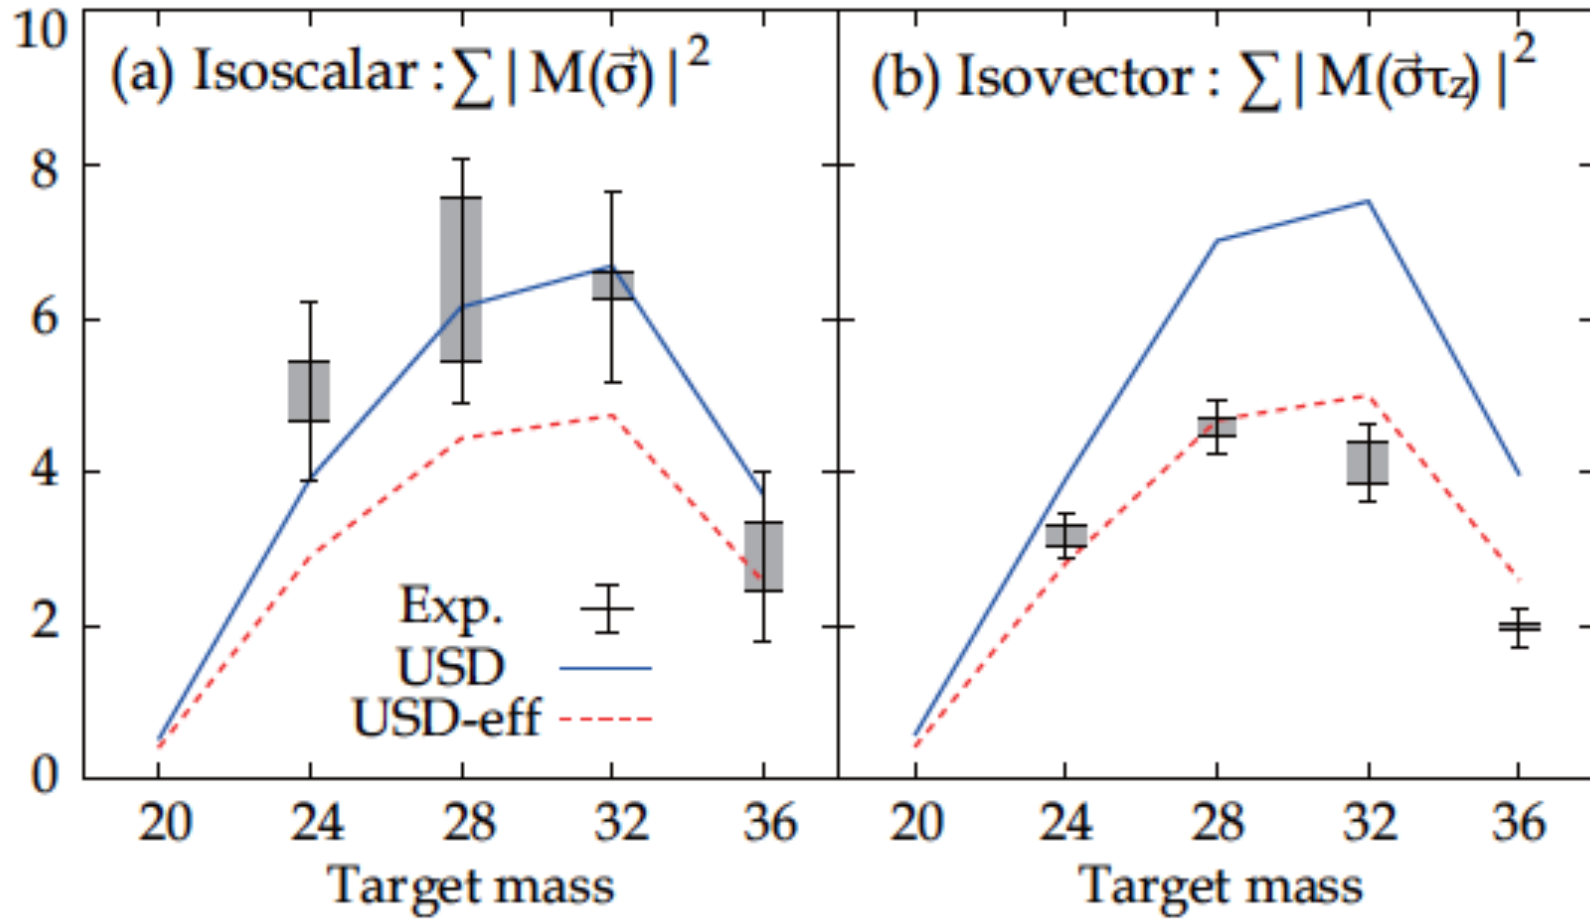 (a) Isoscalar : ∑ | M(σ⃗) |²
(b) Isovector : ∑ | M(σ⃗τz) |²
10
8
6
4
2
0
Exp.
USD
USD-eff
20 24 28 32 36
20 24 28 32 36
Target mass
Target mass